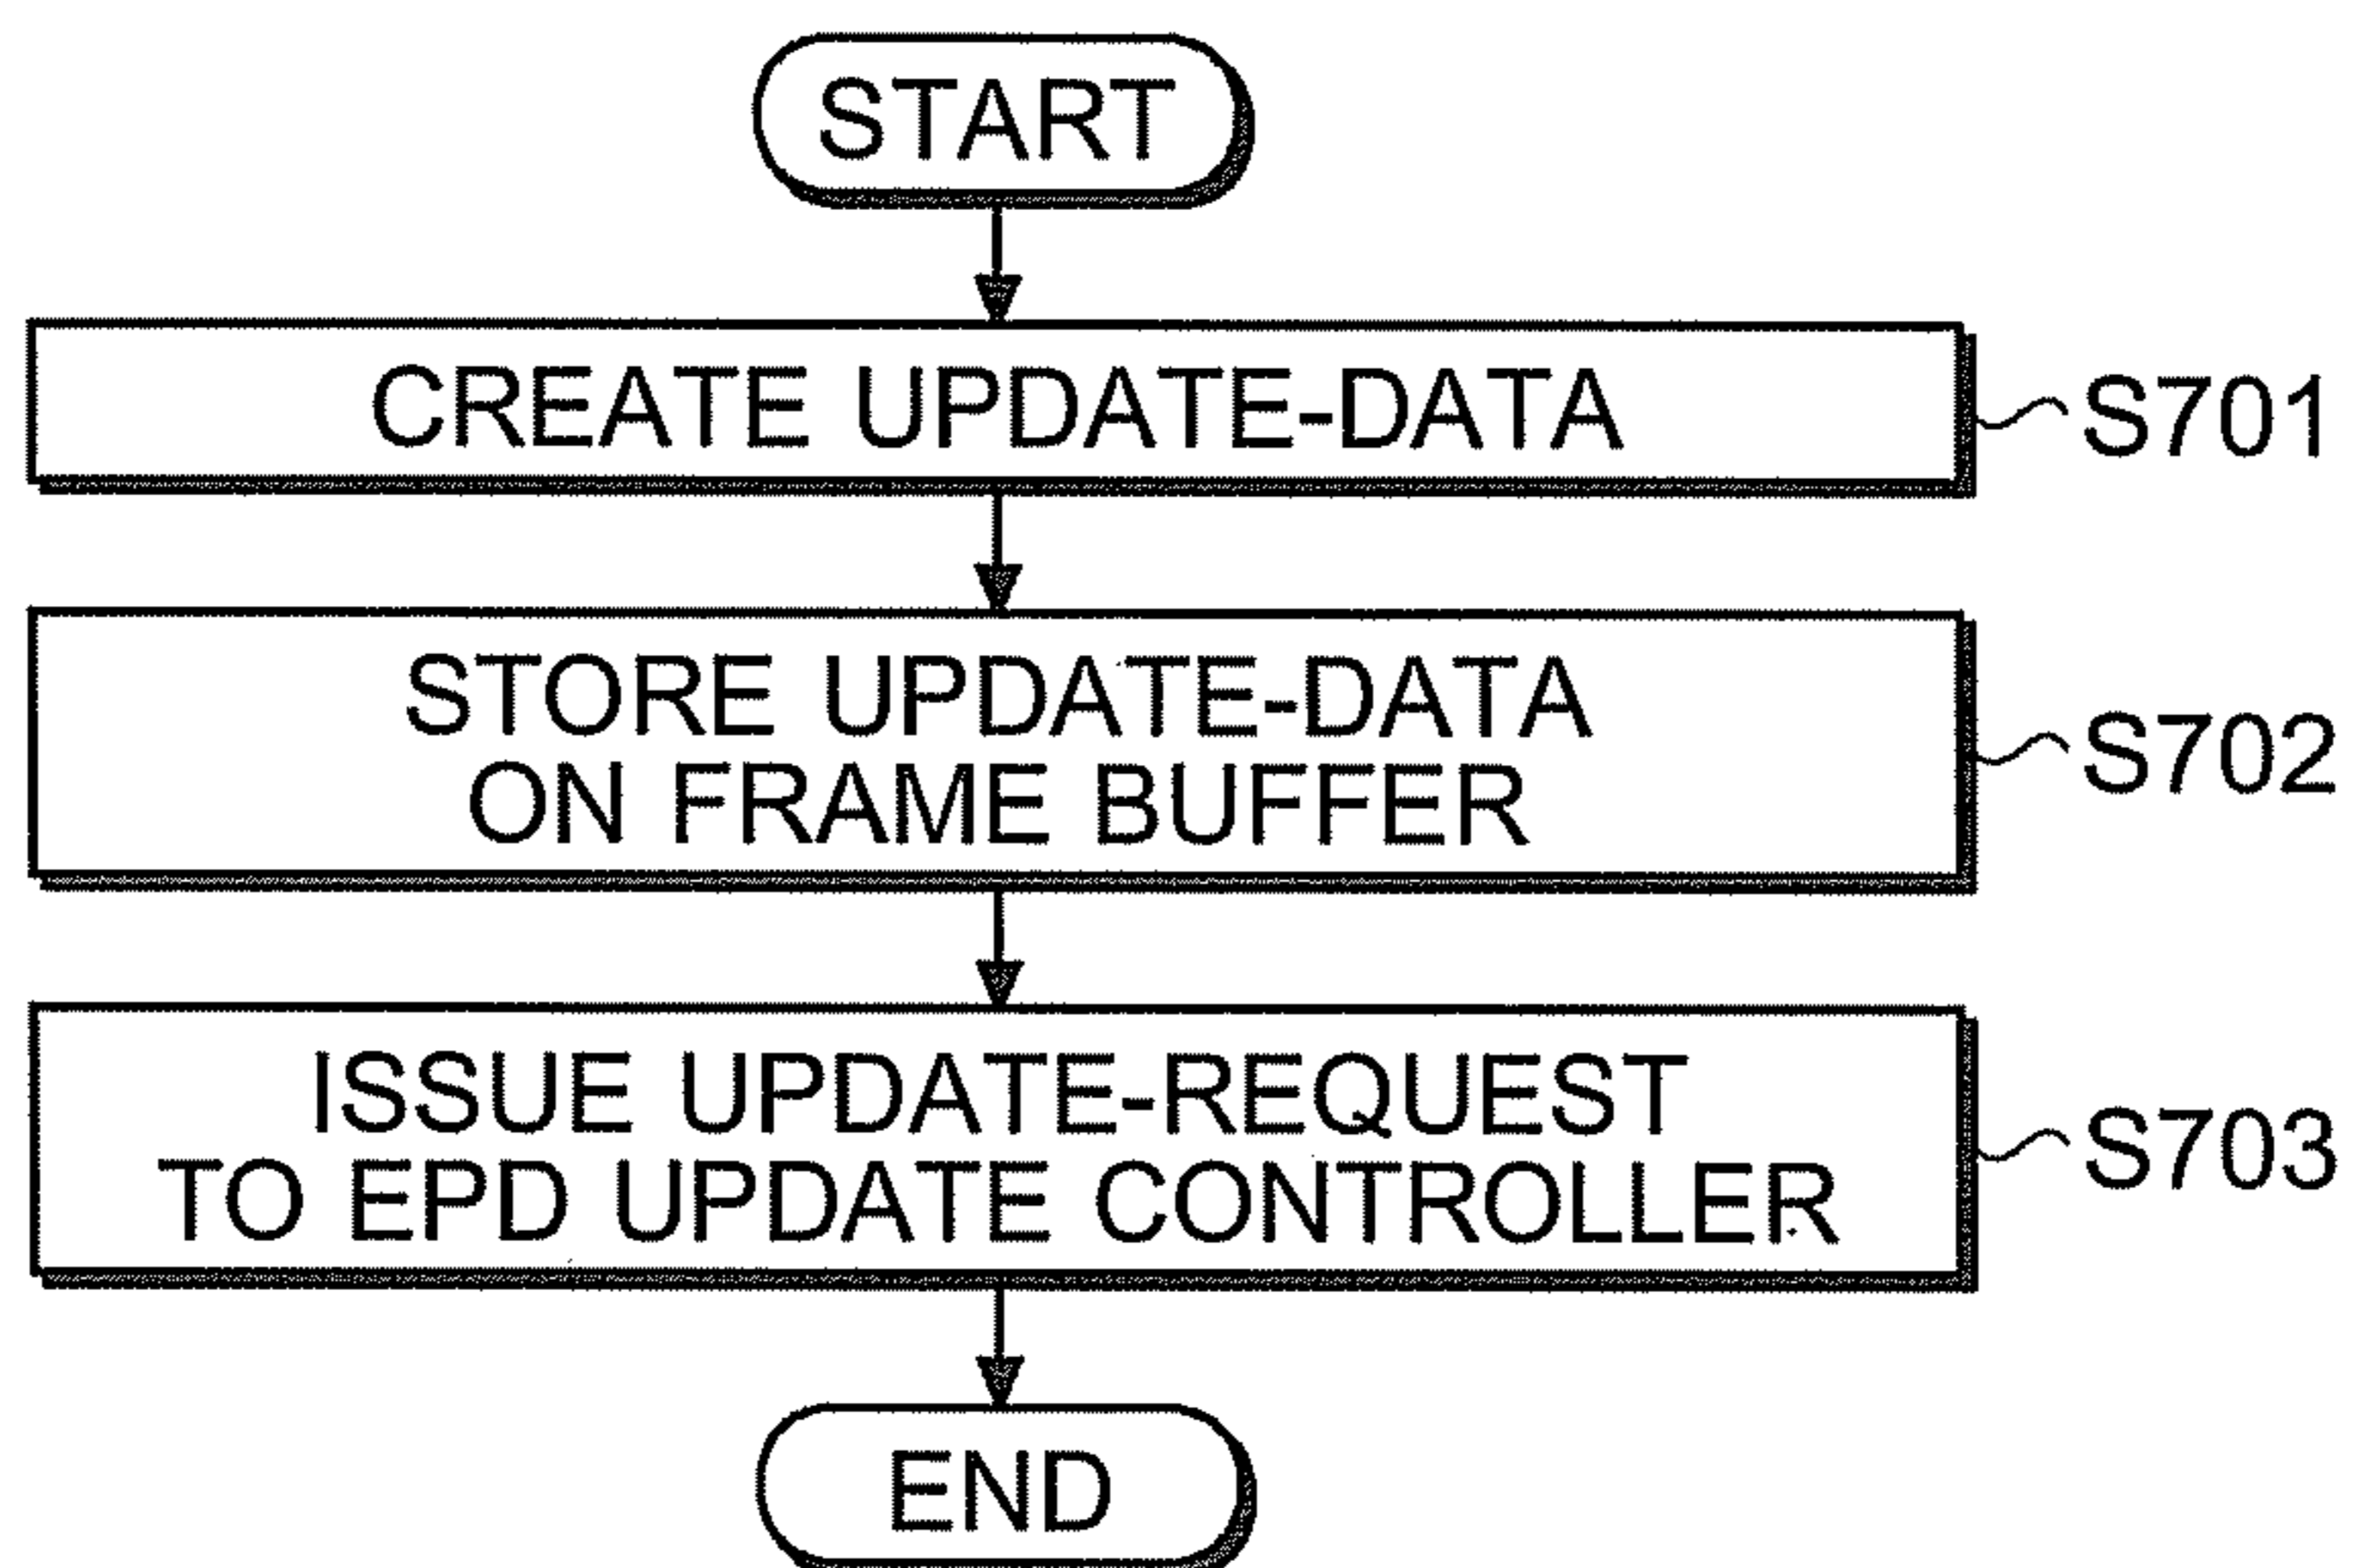 START
CREATE UPDATE-DATA
S701
STORE UPDATE-DATA
ON FRAME BUFFER
S702
ISSUE UPDATE-REQUEST
TO EPD UPDATE CONTROLLER
S703
END